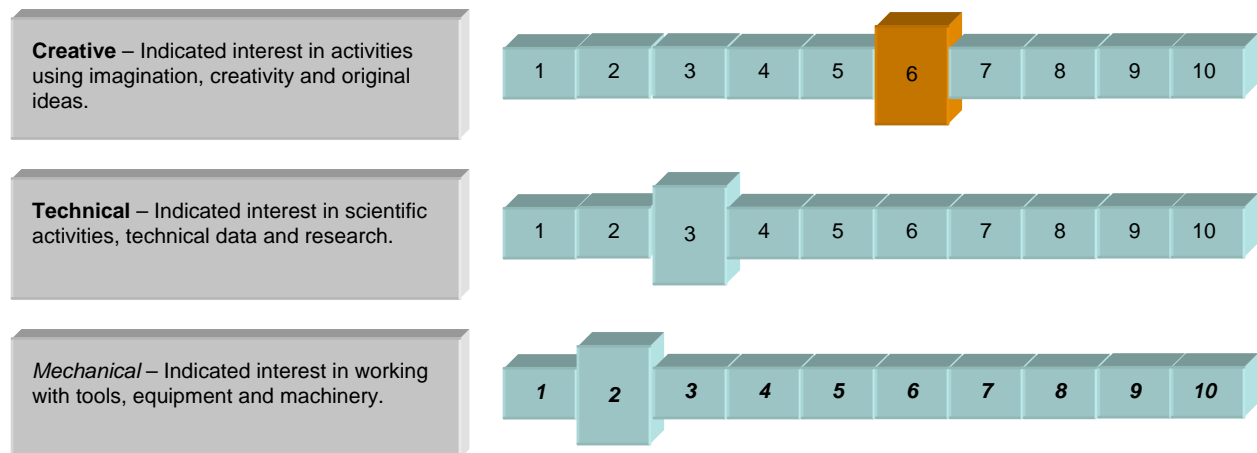 Creative – Indicated interest in activities
using imagination, creativity and original
ideas.
1 2 3 4 5 6 7 8 9 10
Technical – Indicated interest in scientific
activities, technical data and research.
1 2 3 4 5 6 7 8 9 10
Mechanical – Indicated interest in working
with tools, equipment and machinery.
1 2 3 4 5 6 7 8 9 10